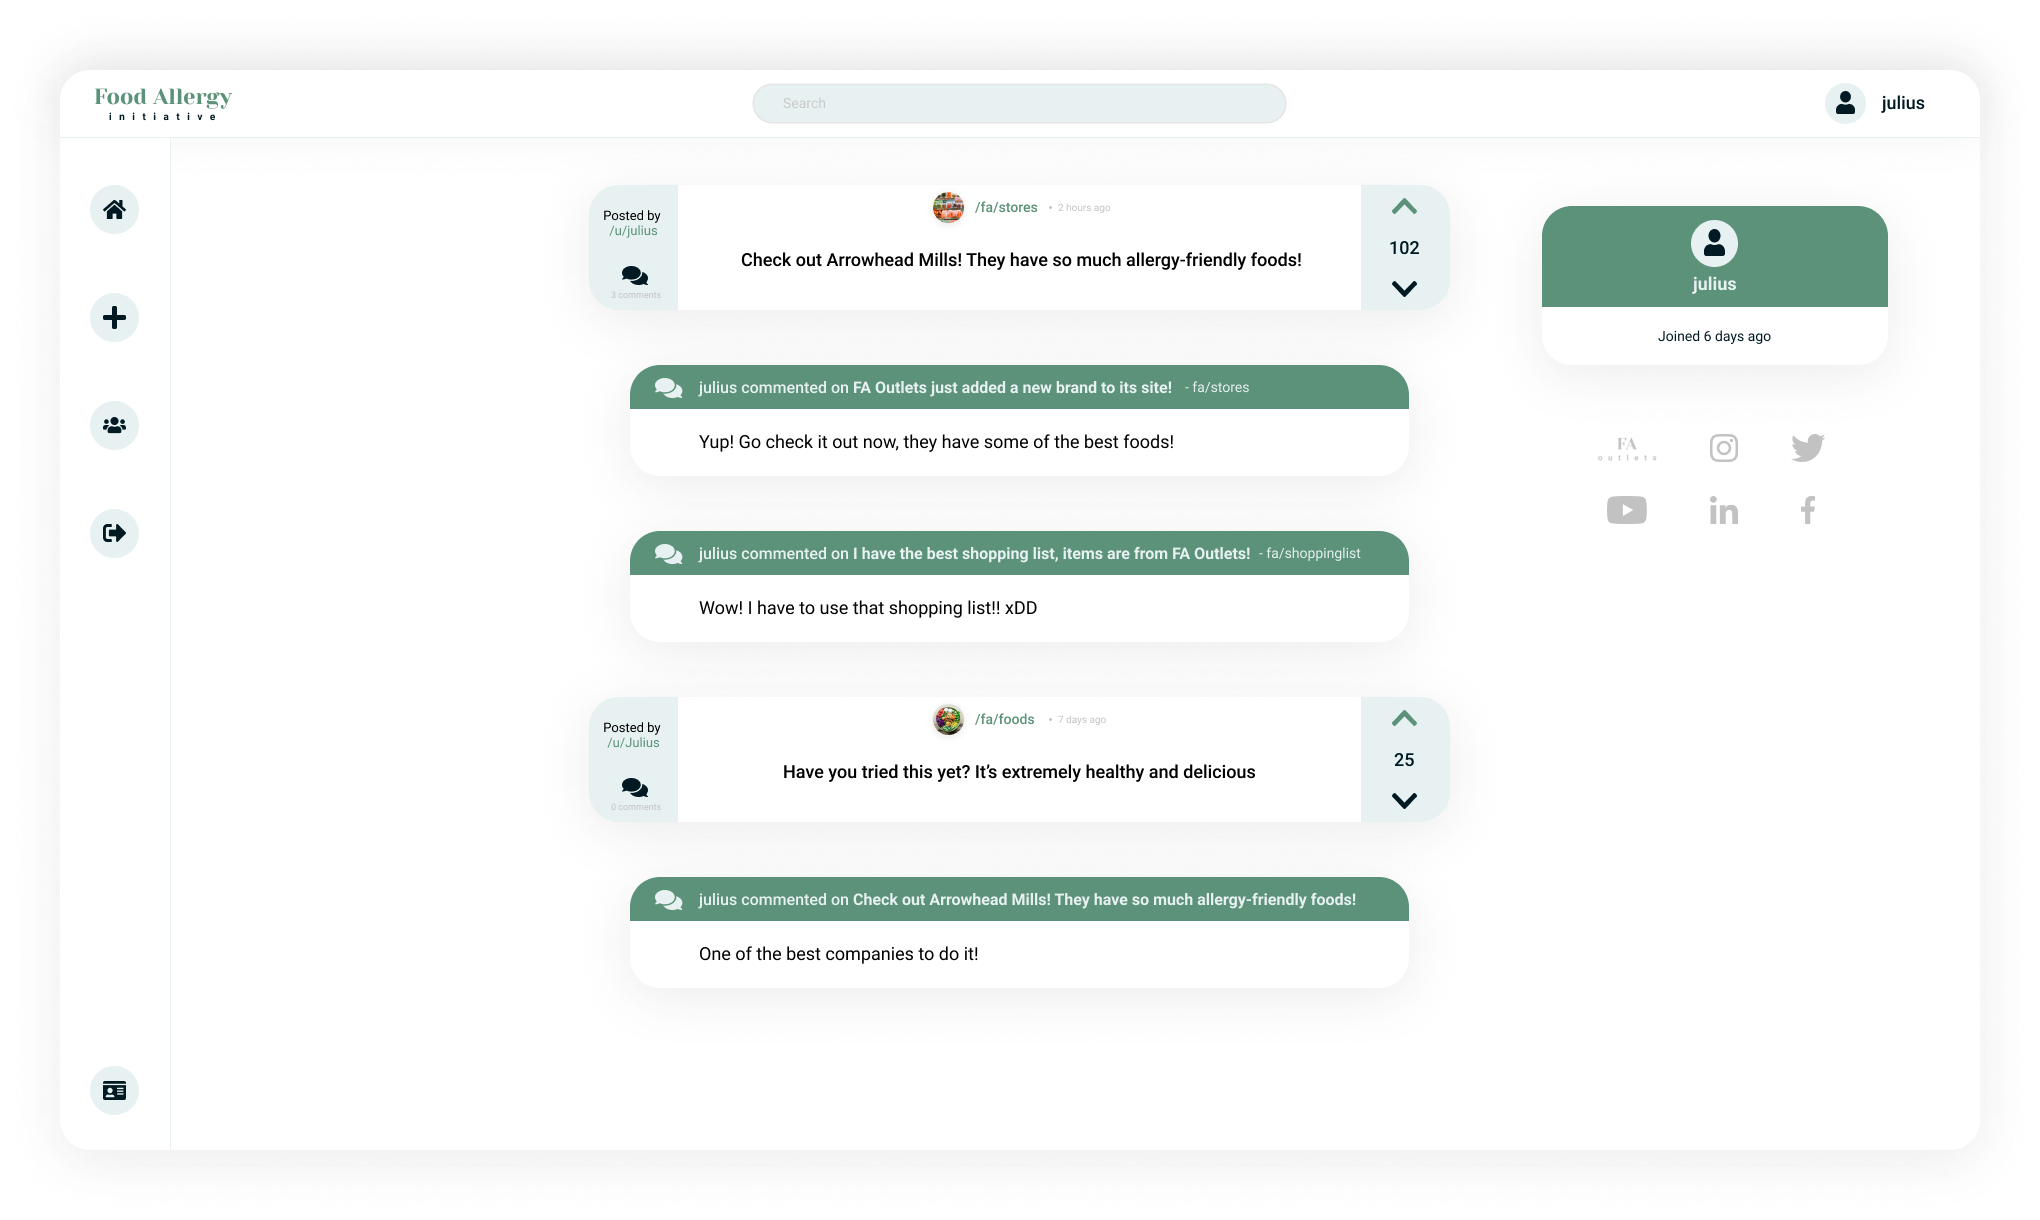 Food Allergy
initiative
Search
julius
Posted by
/u/julius
3 comments
/fa/stores • 2 hours ago
Check out Arrowhead Mills! They have so much allergy-friendly foods!
102
julius
Joined 6 days ago
julius commented on FA Outlets just added a new brand to its site! - fa/stores
Yup! Go check it out now, they have some of the best foods!
FA
outlets
julius commented on I have the best shopping list, items are from FA Outlets! - fa/shoppinglist
Wow! I have to use that shopping list!! xDD
Posted by
/u/Julius
0 comments
/fa/foods • 7 days ago
Have you tried this yet? It’s extremely healthy and delicious
25
julius commented on Check out Arrowhead Mills! They have so much allergy-friendly foods!
One of the best companies to do it!